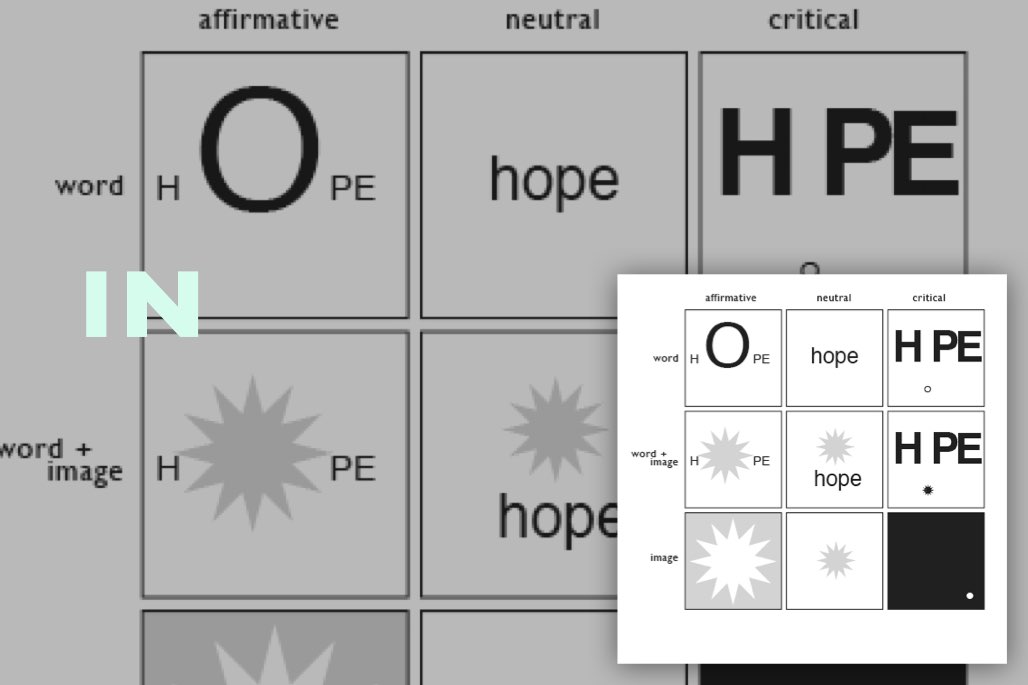 affirmative neutral critical
word H O PE hope H PE
o
IN
word +
image H PE
hope
affirmative neutral critical
word H O PE hope H PE
o
word +
image H PE hope H PE
image